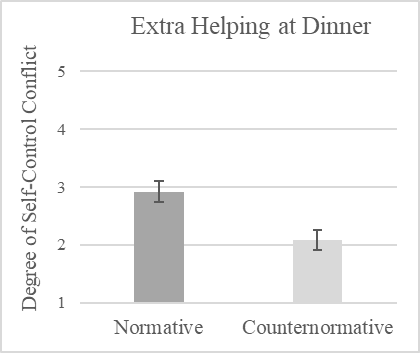 Extra Helping at Dinner
Degree of Self-Control Conflict
5
4
3
2
1
Normative
Counternormative